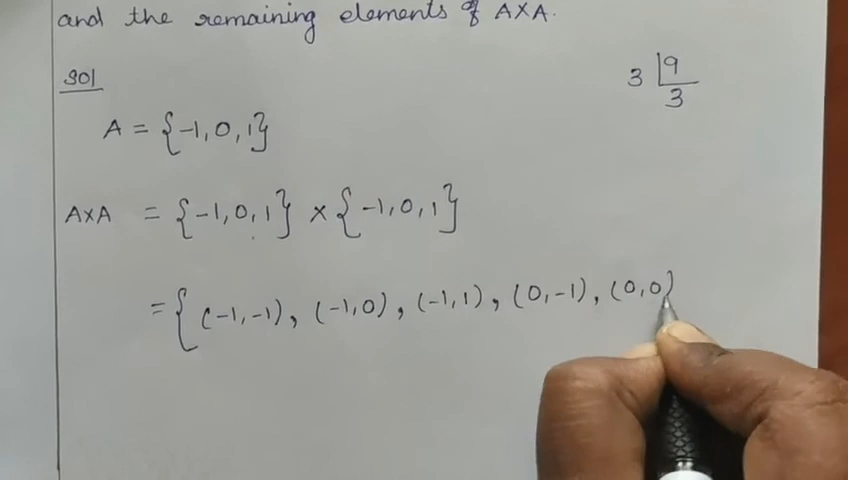 and the remaining elements of A×A.
Sol
3 |9
3
A = {-1, 0, 1}
A×A = {-1, 0, 1} × {-1, 0, 1}
= { (-1, -1), (-1, 0), (-1, 1), (0, -1), (0, 0)